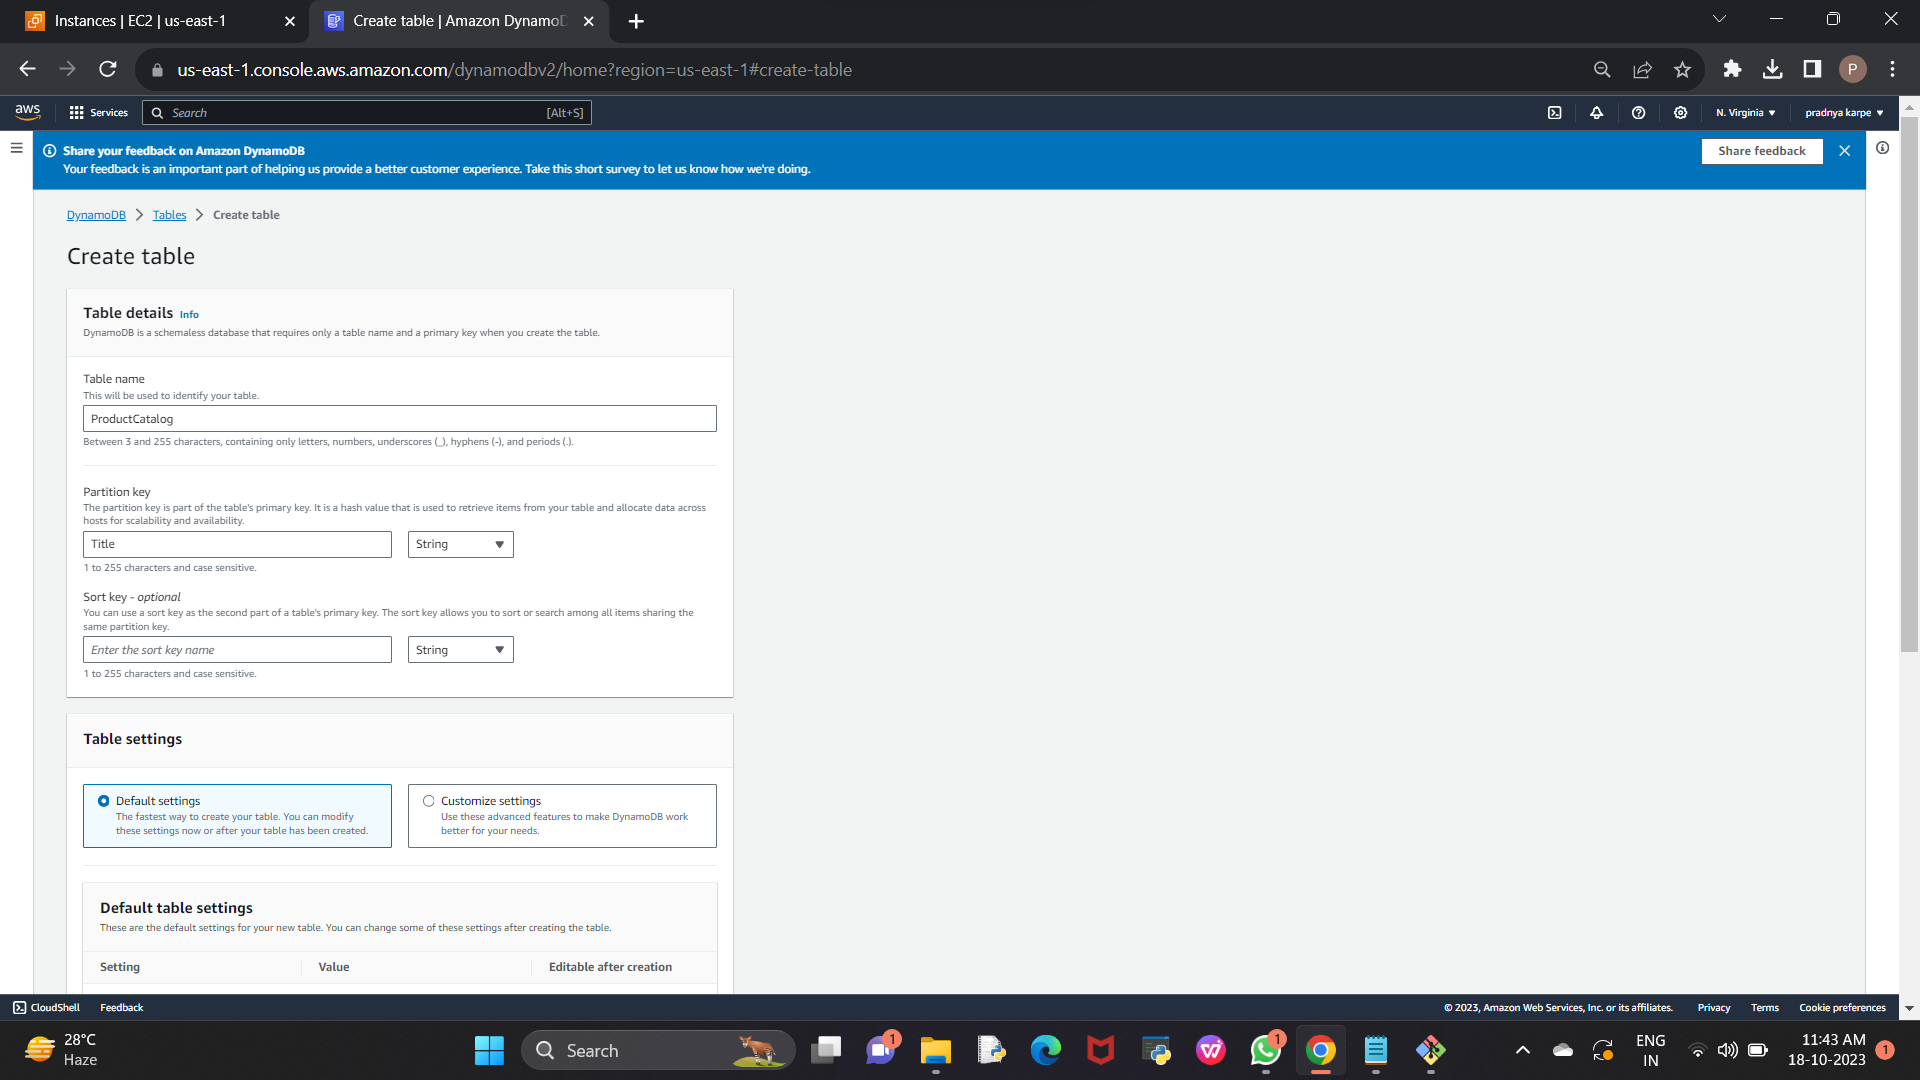 Instances | EC2 | us-east-1
Create table | Amazon DynamoD
us-east-1.console.aws.amazon.com/dynamodbv2/home?region=us-east-1#create-table
P
aws
Services
Search
[Alt+S]
N. Virginia
pradnya karpe
Share your feedback on Amazon DynamoDB
Your feedback is an important part of helping us provide a better customer experience. Take this short survey to let us know how we're doing.
Share feedback
DynamoDB > Tables > Create table
Create table
Table details Info
DynamoDB is a schemaless database that requires only a table name and a primary key when you create the table.
Table name
This will be used to identify your table.
ProductCatalog
Between 3 and 255 characters, containing only letters, numbers, underscores (_), hyphens (-), and periods (.).
Partition key
The partition key is part of the table's primary key. It is a hash value that is used to retrieve items from your table and allocate data across
hosts for scalability and availability.
Title
String
1 to 255 characters and case sensitive.
Sort key - optional
You can use a sort key as the second part of a table's primary key. The sort key allows you to sort or search among all items sharing the
same partition key.
Enter the sort key name
String
1 to 255 characters and case sensitive.
Table settings
Default settings
The fastest way to create your table. You can modify
these settings now or after your table has been created.
Customize settings
Use these advanced features to make DynamoDB work
better for your needs.
Default table settings
These are the default settings for your new table. You can change some of these settings after creating the table.
Setting
Value
Editable after creation
CloudShell
Feedback
© 2023, Amazon Web Services, Inc. or its affiliates.
Privacy
Terms
Cookie preferences
28°C
Haze
Search
1
1
ENG
IN
11:43 AM
18-10-2023
1